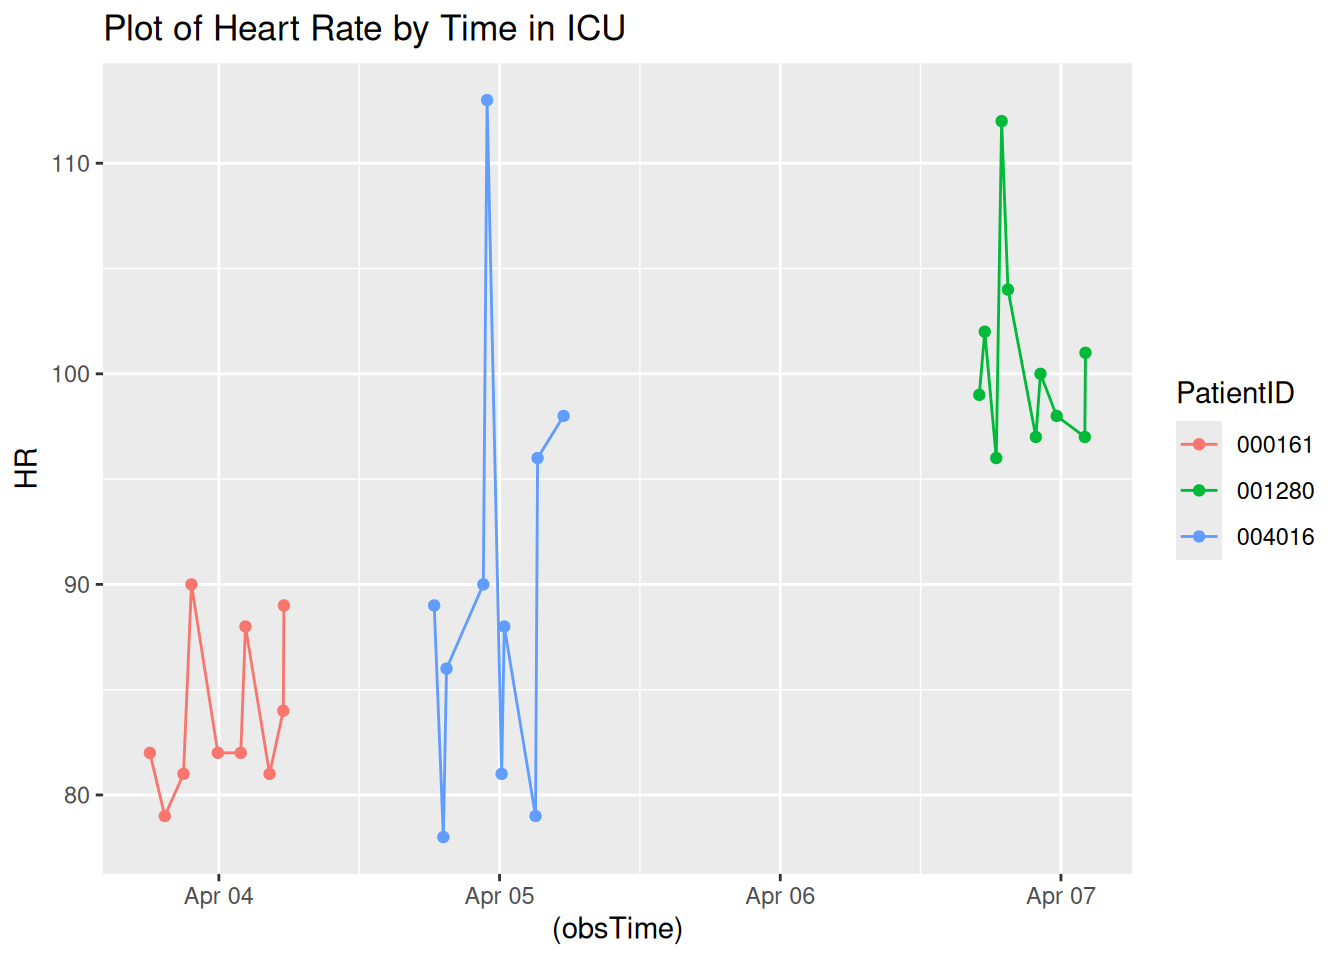 Plot of Heart Rate by Time in ICU
110
100
90
80
HR
Apr 04
Apr 05
Apr 06
Apr 07
(obsTime)
PatientID
000161
001280
004016